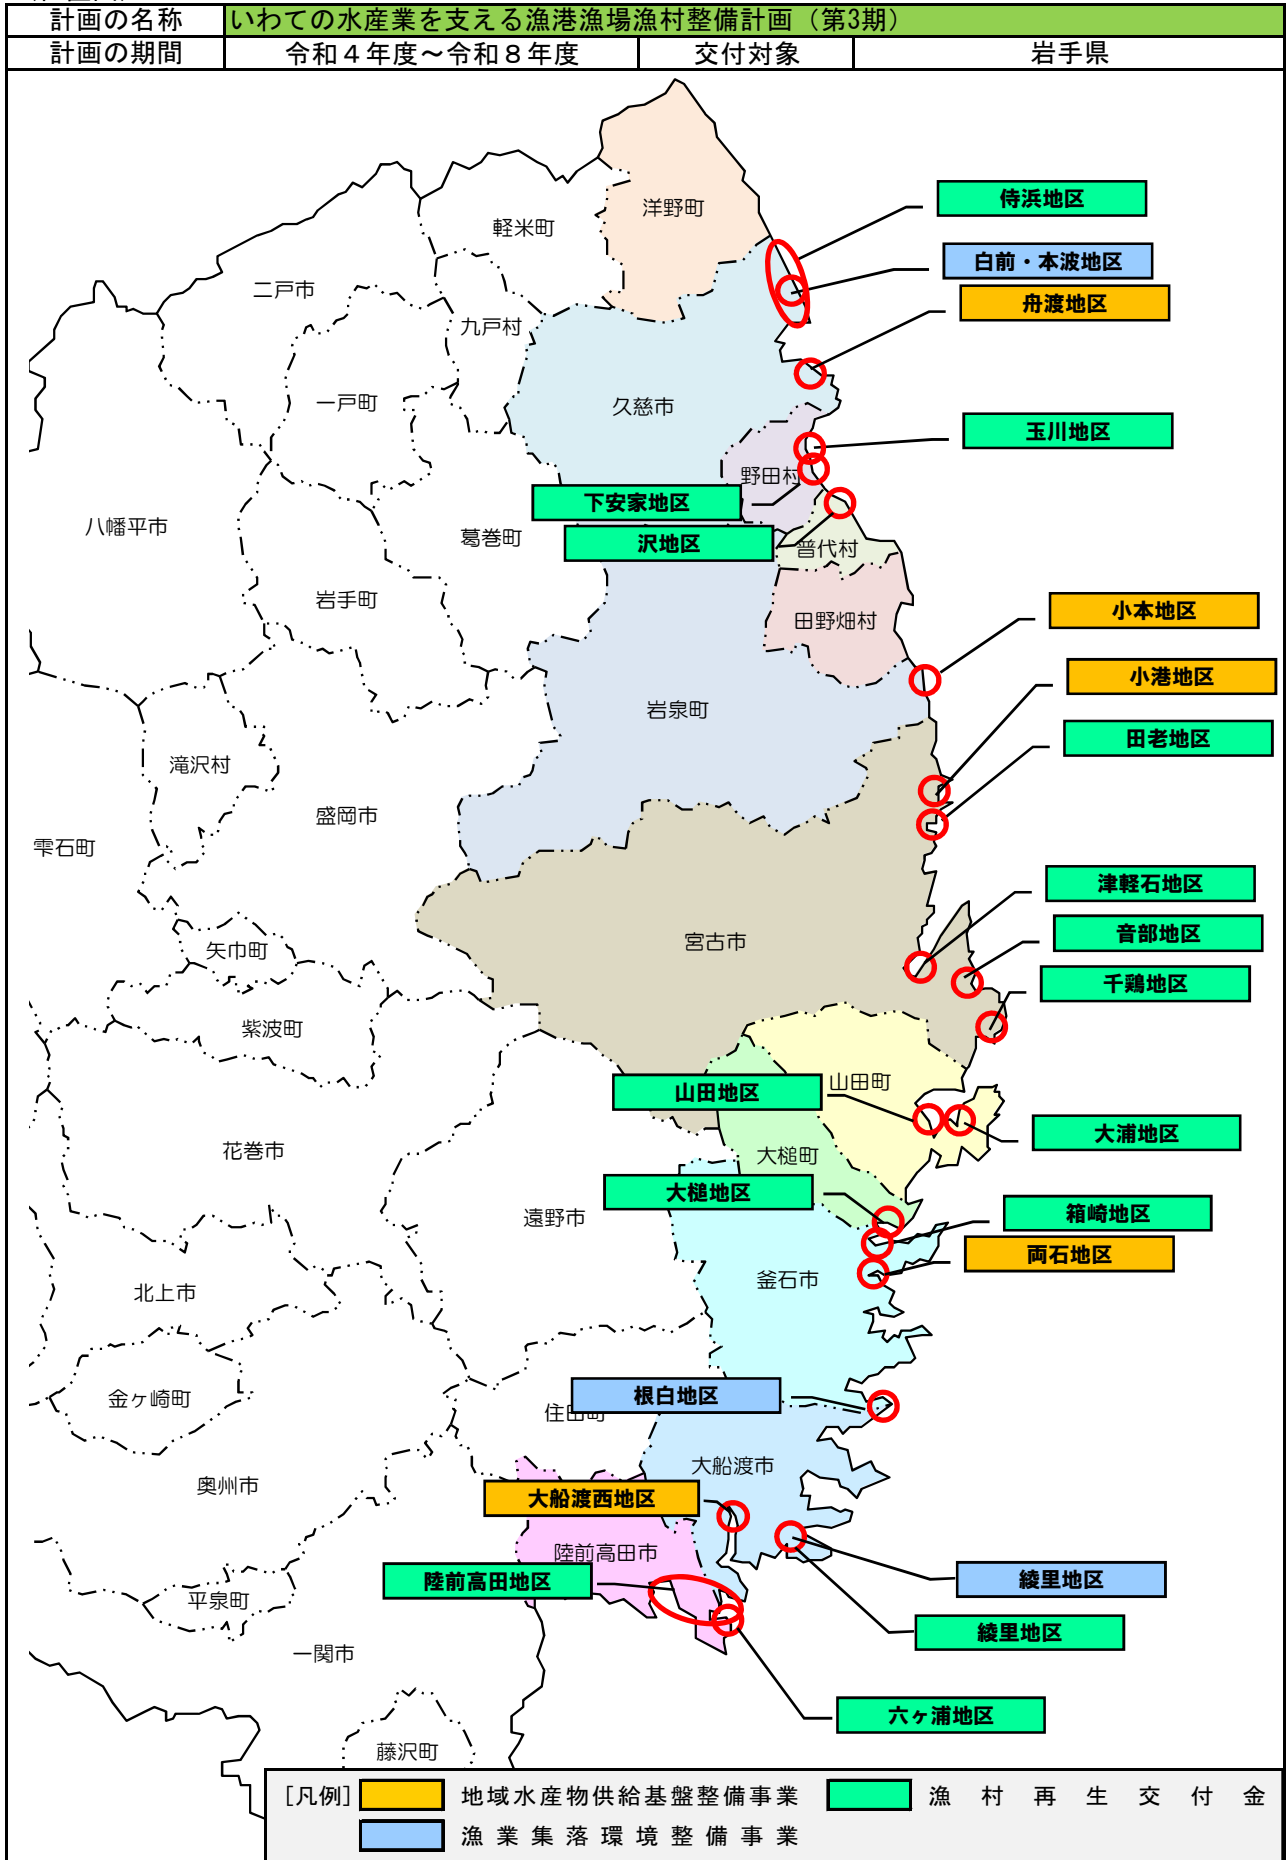 計画の名称 いわての水産業を支える漁港漁場漁村整備計画（第3期）
計画の期間 令和４年度～令和８年度 交付対象 岩手県
侍浜地区
洋野町
軽米町
白前・本波地区
二戸市
舟渡地区
九戸村
一戸町
久慈市
玉川地区
野田村
下安家地区
八幡平市
葛巻町
沢地区
普代村
岩手町
小本地区
田野畑村
小港地区
岩泉町
田老地区
滝沢村
盛岡市
雫石町
津軽石地区
音部地区
宮古市
矢巾町
千鶏地区
紫波町
山田町
山田地区
大浦地区
花巻市
大槌町
大槌地区
箱崎地区
遠野市
両石地区
釜石市
北上市
根白地区
金ヶ崎町
住田町
大船渡市
奥州市
大船渡西地区
陸前高田市
陸前高田地区
綾里地区
平泉町
綾里地区
一関市
六ヶ浦地区
藤沢町
［凡例］ 地域水産物供給基盤整備事業 漁村再生交付金
漁業集落環境整備事業